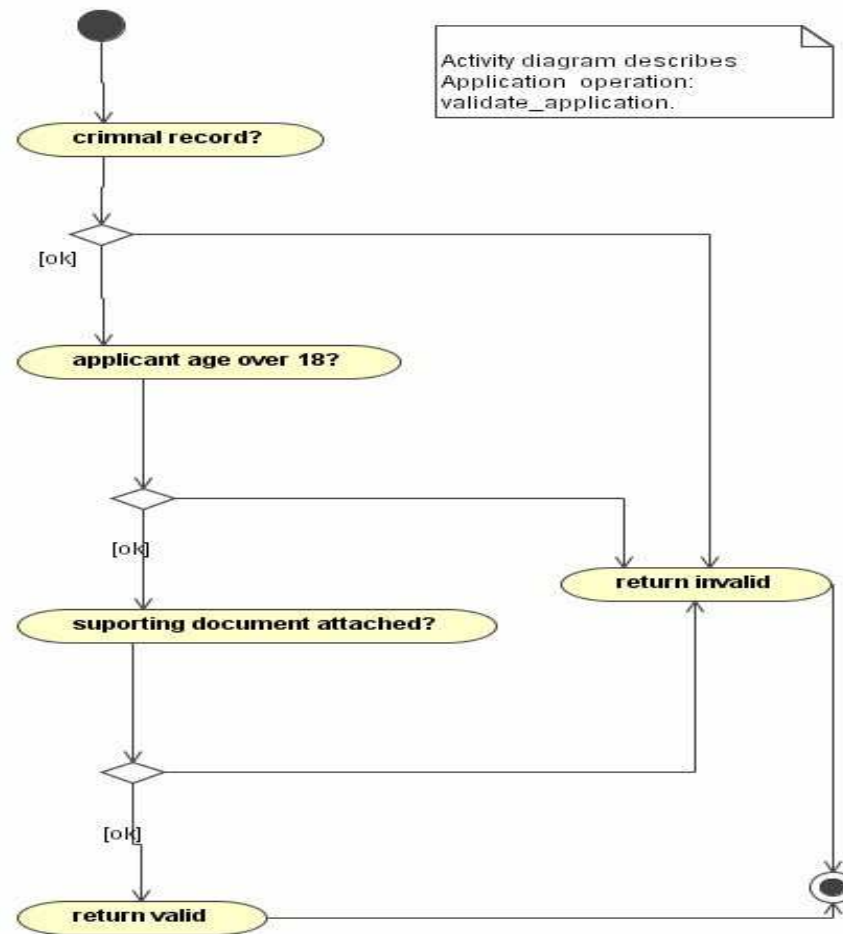 Activity diagram describes
Application operation:
validate_application.
crimnal record?
[ok]
applicant age over 18?
[ok]
return invalid
suporting document attached?
[ok]
return valid